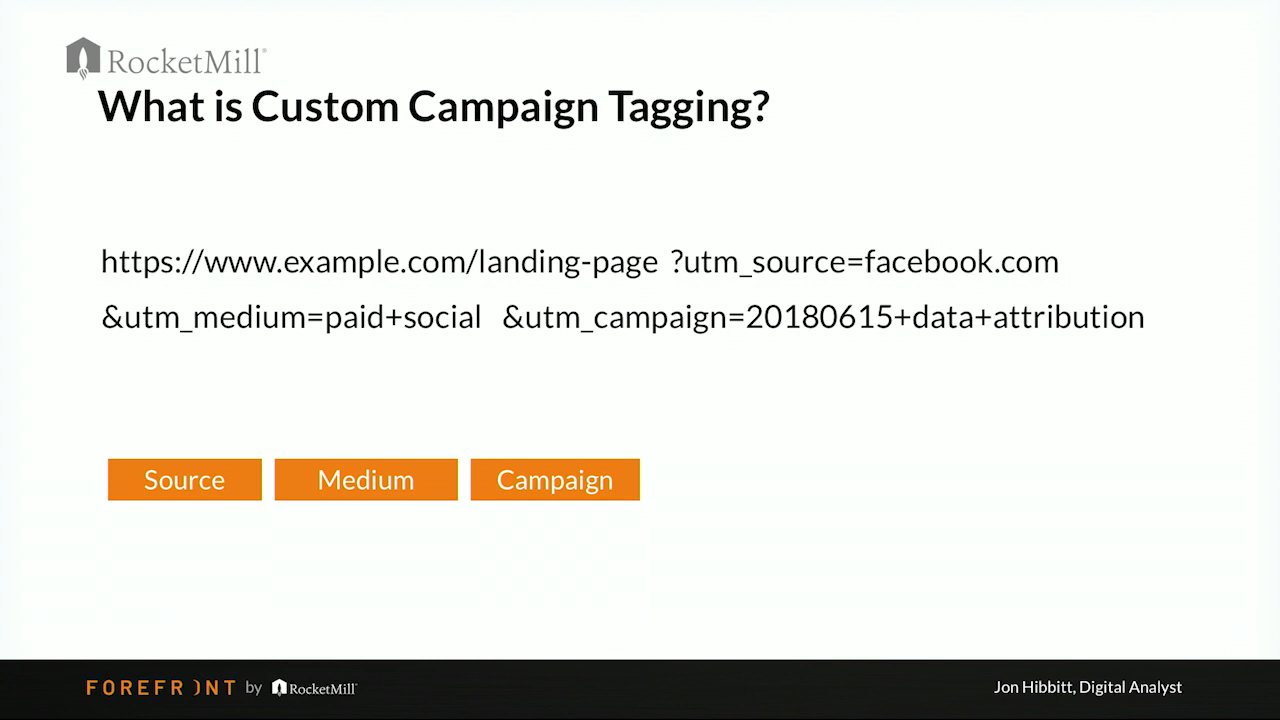 RocketMill®
What is Custom Campaign Tagging?
https://www.example.com/landing-page ?utm_source=facebook.com
&utm_medium=paid+social &utm_campaign=20180615+data+attribution
Source Medium Campaign
FOREFRONT by RocketMill® Jon Hibbitt, Digital Analyst